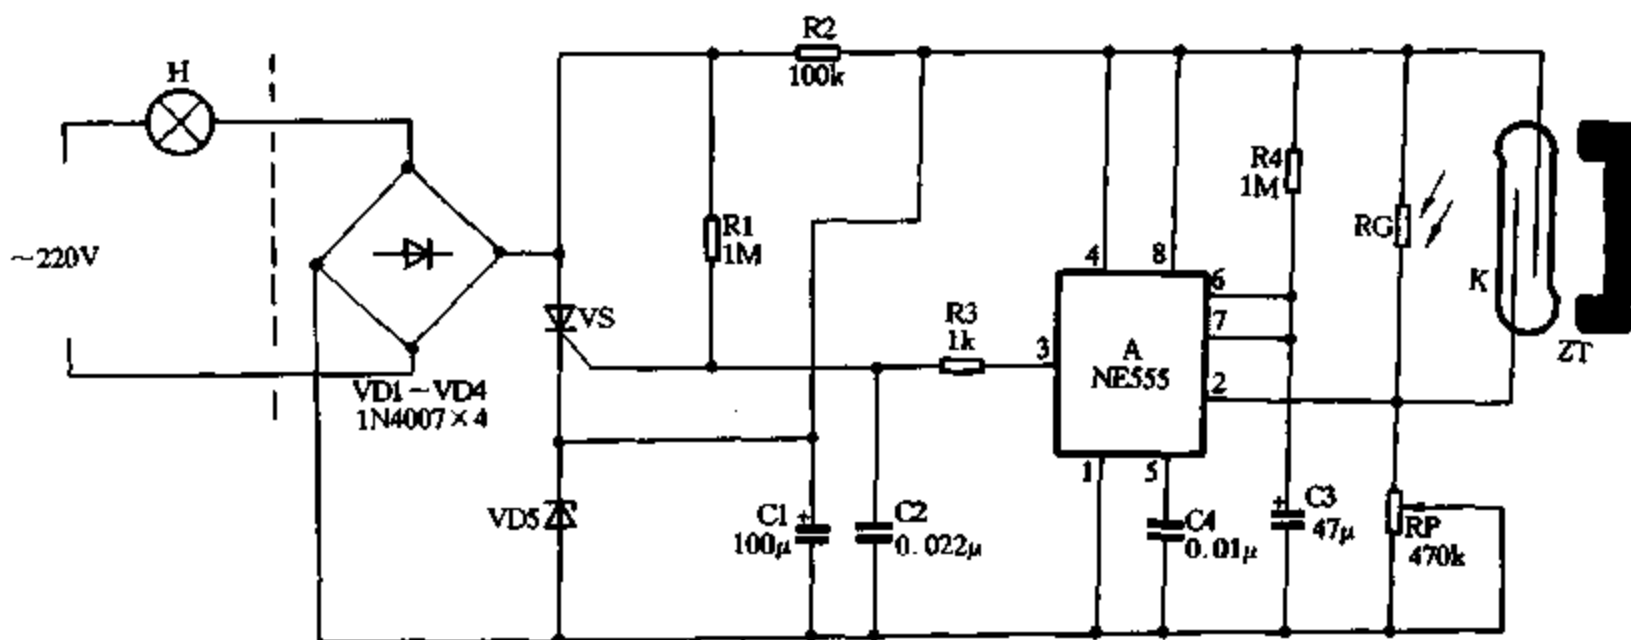 R2
100k
H
R4
1M
R1
1M
RG
~220V
4
8
6
K
VS
R3
1k
7
3
A
NE555
ZT
2
VD1~VD4
1N4007×4
1
5
VD5
C1
+
100μ
C2
0.022μ
C4
0.01μ
+
C3
47μ
RP
470k